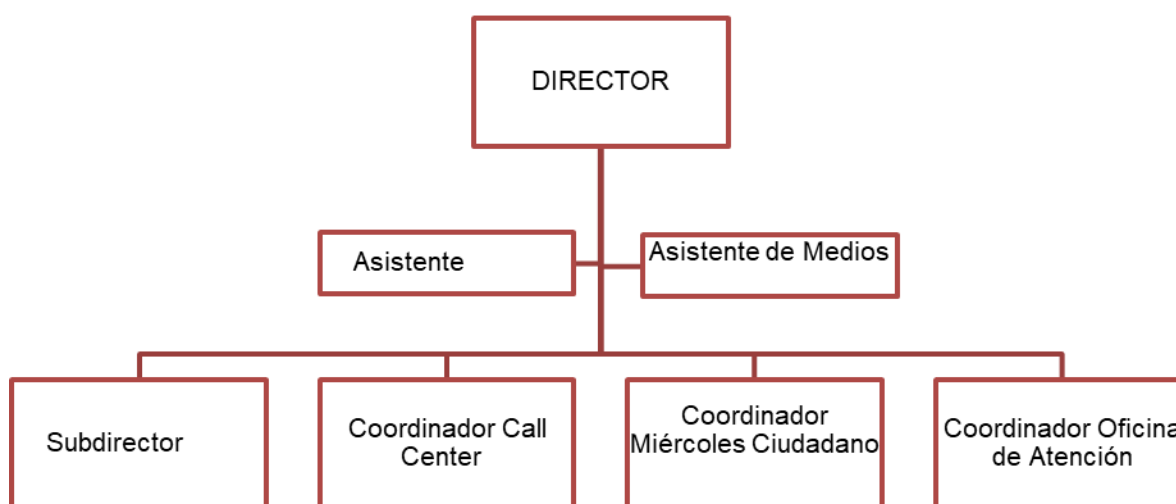 DIRECTOR
Asistente
Asistente de Medios
Subdirector
Coordinador Call
Center
Coordinador
Miércoles Ciudadano
Coordinador Oficina
de Atención